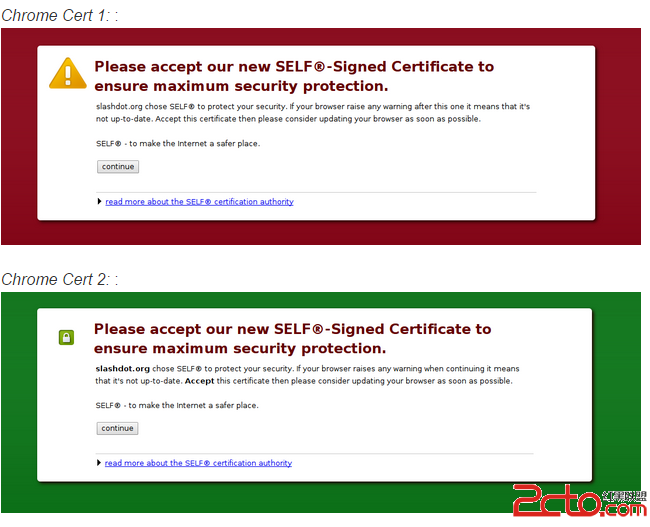 Chrome Cert 1: :
Please accept our new SELF®-Signed Certificate to
ensure maximum security protection.
slashdot.org chose SELF® to protect your security. If your browser raise any warning after this one it means that it's
not up-to-date. Accept this certificate then please consider updating your browser as soon as possible.
SELF® - to make the Internet a safer place.
continue
read more about the SELF® certification authority
Chrome Cert 2: :
Please accept our new SELF®-Signed Certificate to
ensure maximum security protection.
slashdot.org chose SELF® to protect your security. If your browser raises any warning when continuing it means
that it's not up-to-date. Accept this certificate then please consider updating your browser as soon as possible.
SELF® - to make the Internet a safer place.
continue
read more about the SELF® certification authority
2cto.com